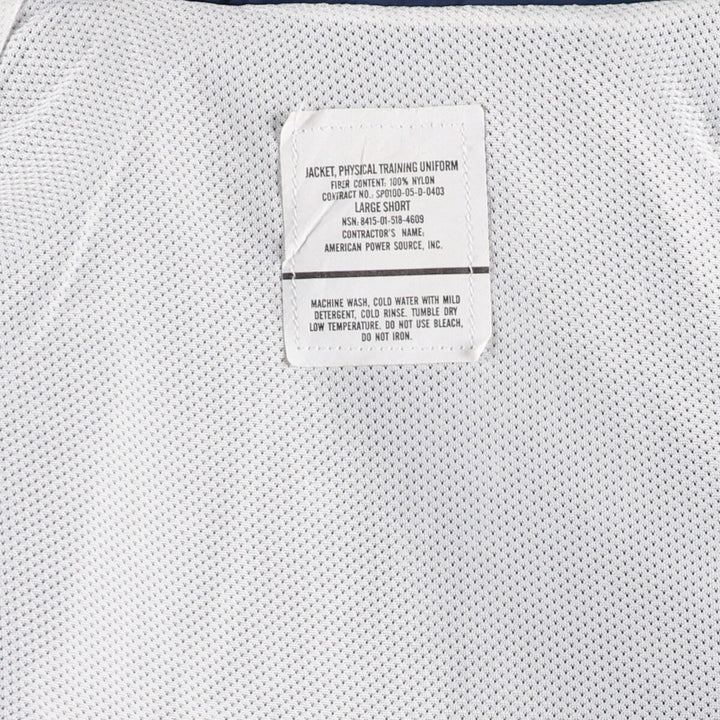 JACKET, PHYSICAL TRAINING UNIFORM
FIBER CONTENT: 100% NYLON
CONTRACT NO.: SP0100-05-D-0403
LARGE SHORT
NSN: 8415-01-518-4609
CONTRACTOR'S NAME:
AMERICAN POWER SOURCE, INC.
MACHINE WASH, COLD WATER WITH MILD
DETERGENT, COLD RINSE. TUMBLE DRY
LOW TEMPERATURE. DO NOT USE BLEACH,
DO NOT IRON.